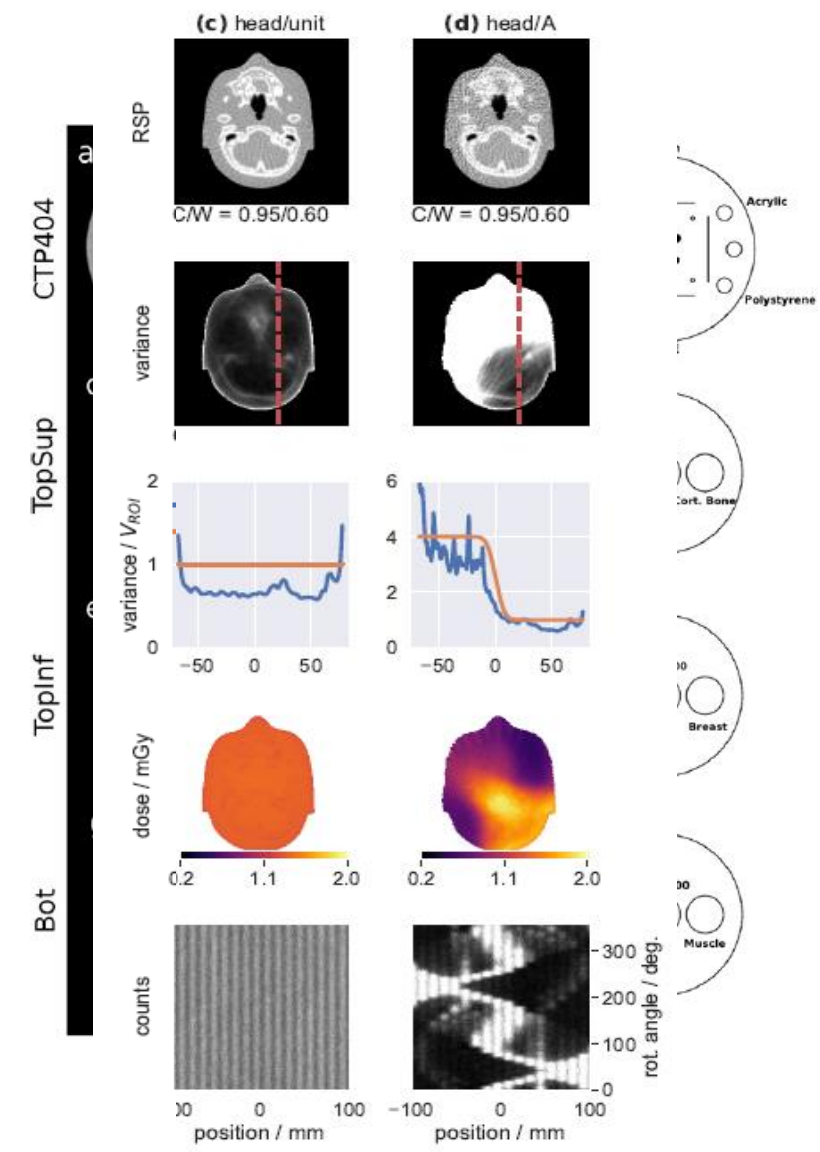 (c) head/unit (d) head/A
RSP
C/W = 0.95/0.60 C/W = 0.95/0.60
CTP404
Acrylic
Polystyrene
variance
TopSup
Cort. Bone
variance / V_ROI
2
1
0
6
4
2
0
−50 0 50 −50 0 50
TopInf
Breast
dose / mGy
0.2 1.1 2.0 0.2 1.1 2.0
Bot
Muscle
counts
300
200
100
0
rot. angle / deg.
0 100 −100 0 100
position / mm position / mm